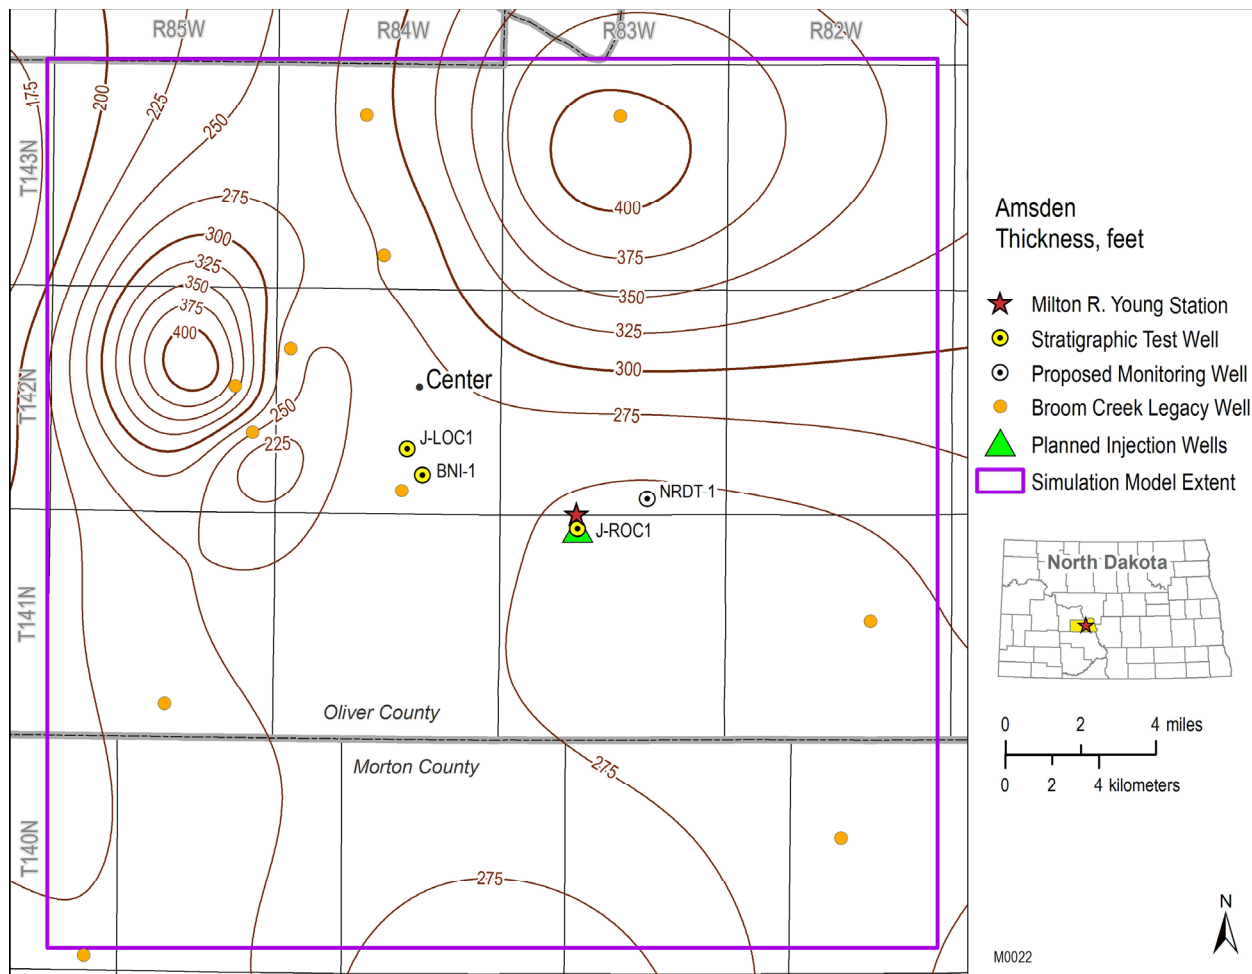 R85W
R84W
R83W
R82W
T143N
T142N
T141N
T140N
175
200
225
250
275
300
325
350
375
400
400
375
350
325
300
275
250
225
Center
J-LOC1
BNI-1
NRDT-1
J-ROC1
Oliver County
Morton County
275
275
Amsden
Thickness, feet
Milton R. Young Station
Stratigraphic Test Well
Proposed Monitoring Well
Broom Creek Legacy Well
Planned Injection Wells
Simulation Model Extent
North Dakota
0 2 4 miles
0 2 4 kilometers
N
M0022